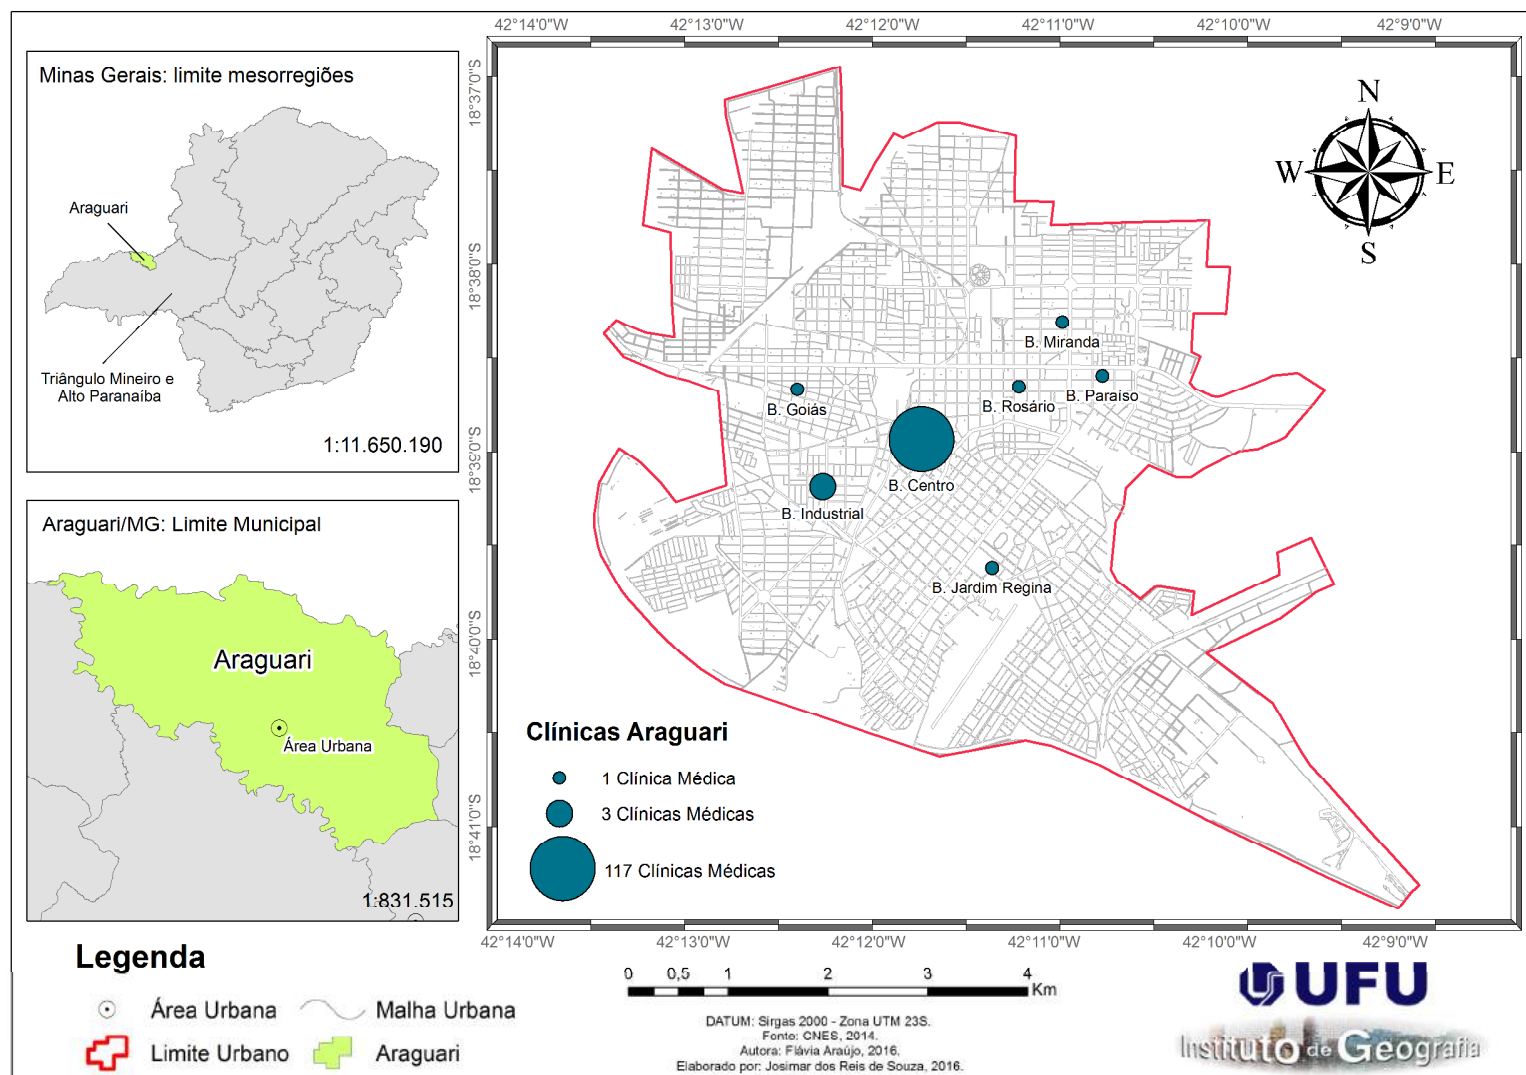 42°14'0"W 42°13'0"W 42°12'0"W 42°11'0"W 42°10'0"W 42°9'0"W
Minas Gerais: limite mesorregiões
Araguari
Triângulo Mineiro e
Alto Paranaíba
1:11.650.190
Araguari/MG: Limite Municipal
Araguari
Área Urbana
1:831.515
18°37'0"S
18°38'0"S
18°39'0"S
18°40'0"S
18°41'0"S
N
W E
S
B. Miranda
B. Paraíso
B. Rosário
B. Goiás
B. Centro
B. Industrial
B. Jardim Regina
Clínicas Araguari
1 Clínica Médica
3 Clínicas Médicas
117 Clínicas Médicas
42°14'0"W 42°13'0"W 42°12'0"W 42°11'0"W 42°10'0"W 42°9'0"W
Legenda
Área Urbana
Malha Urbana
Limite Urbano
Araguari
0 0,5 1 2 3 4
Km
DATUM: Sirgas 2000 - Zona UTM 23S.
Fonte: CNES, 2014.
Autora: Flávia Araújo, 2016.
Elaborado por: Josimar dos Reis de Souza, 2016.
UFU
Instituto de Geografia